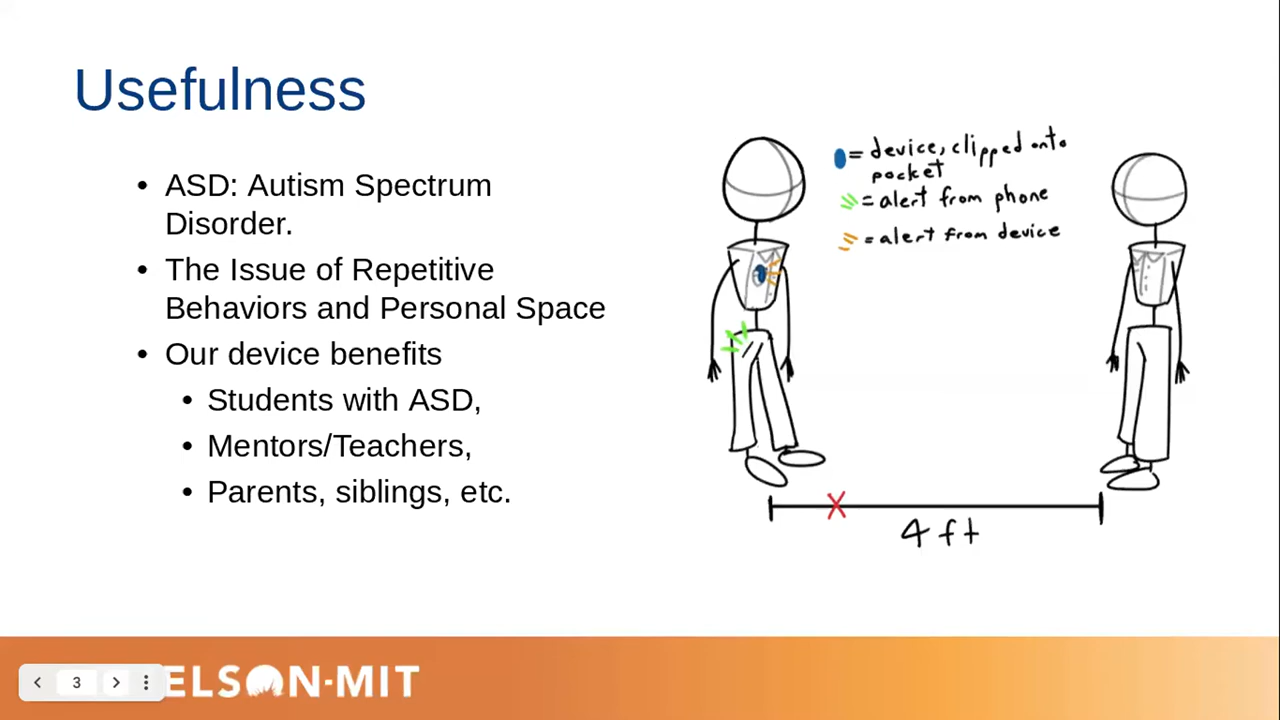 Usefulness
• ASD: Autism Spectrum
Disorder.
• The Issue of Repetitive
Behaviors and Personal Space
• Our device benefits
• Students with ASD,
• Mentors/Teachers,
• Parents, siblings, etc.
= device, clipped onto
pocket
= alert from phone
= alert from device
4 ft
3
ELSON-MIT